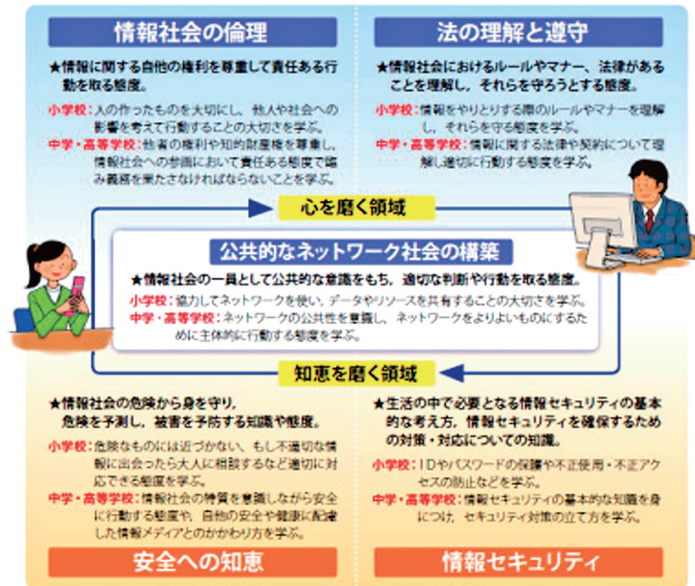 情報社会の倫理
★情報に関する自他の権利を尊重して責任ある行
動を取る態度。
小学校：人の作ったものを大切にし、他人や社会への
影響を考えて行動することの大切さを学ぶ。
中学・高等学校：他者の権利や知的財産権を尊重し、
情報社会への参画において責任ある態度で臨
み義務を果たさなければならないことを学ぶ。
法の理解と遵守
★情報社会におけるルールやマナー、法律がある
ことを理解し、それらを守ろうとする態度。
小学校：情報をやりとりする際のルールやマナーを理解
し、それらを守る態度を学ぶ。
中学・高等学校：情報に関する法律や契約について理
解し適切に行動する態度を学ぶ。
心を磨く領域
公共的なネットワーク社会の構築
★情報社会の一員として公共的な意識をもち，適切な判断や行動を取る態度。
小学校：協力してネットワークを使い，データやリソースを共有することの大切さを学ぶ。
中学・高等学校：ネットワークの公共性を意識し，ネットワークをよりよいものにするた
めに主体的に行動する態度を学ぶ。
知恵を磨く領域
★情報社会の危険から身を守り，
危険を予測し，被害を予防する知識や態度。
小学校：危険なものには近づかない、もし不適切な情
報に出会ったら大人に相談するなど適切に対
応できる態度を学ぶ。
中学・高等学校：情報社会の特質を意識しながら安全
に行動する態度や，自他の安全や健康に配慮
した情報メディアとのかかわり方を学ぶ。
安全への知恵
★生活の中で必要となる情報セキュリティの基本
的な考え方，情報セキュリティを確保するための
対策・対応についての知識。
小学校：IDやパスワードの保護や不正使用・不正アク
セスの防止などを学ぶ。
中学・高等学校：情報セキュリティの基本的な知識を身
につけ，セキュリティ対策の立て方を学ぶ。
情報セキュリティ